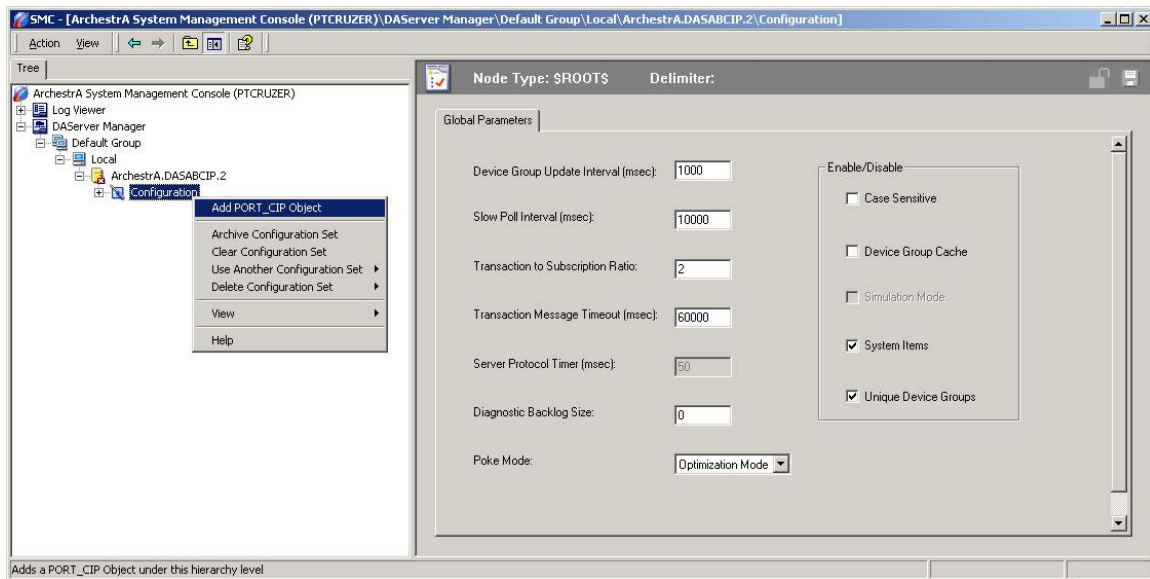 SMC - [ArchestrA System Management Console (PTCRUZER)\DAServer Manager\Default Group\Local\ArchestrA.DASABCIP.2\Configuration]
Action View
Tree
ArchestrA System Management Console (PTCRUZER)
Log Viewer
DAServer Manager
Default Group
Local
ArchestrA.DASABCIP.2
Configuration
Add PORT_CIP Object
Archive Configuration Set
Clear Configuration Set
Use Another Configuration Set
Delete Configuration Set
View
Help
Node Type: $ROOT$ Delimiter:
Global Parameters
Device Group Update Interval (msec): 1000
Slow Poll Interval (msec): 10000
Transaction to Subscription Ratio: 2
Transaction Message Timeout (msec): 60000
Server Protocol Timer (msec): 50
Diagnostic Backlog Size: 0
Poke Mode: Optimization Mode
Enable/Disable
Case Sensitive
Device Group Cache
Simulation Mode
System Items
Unique Device Groups
Adds a PORT_CIP Object under this hierarchy level